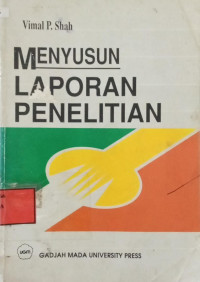 Vimal P. Shah
MENYUSUN
LAPORAN
PENELITIAN
GADJAH MADA UNIVERSITY PRESS